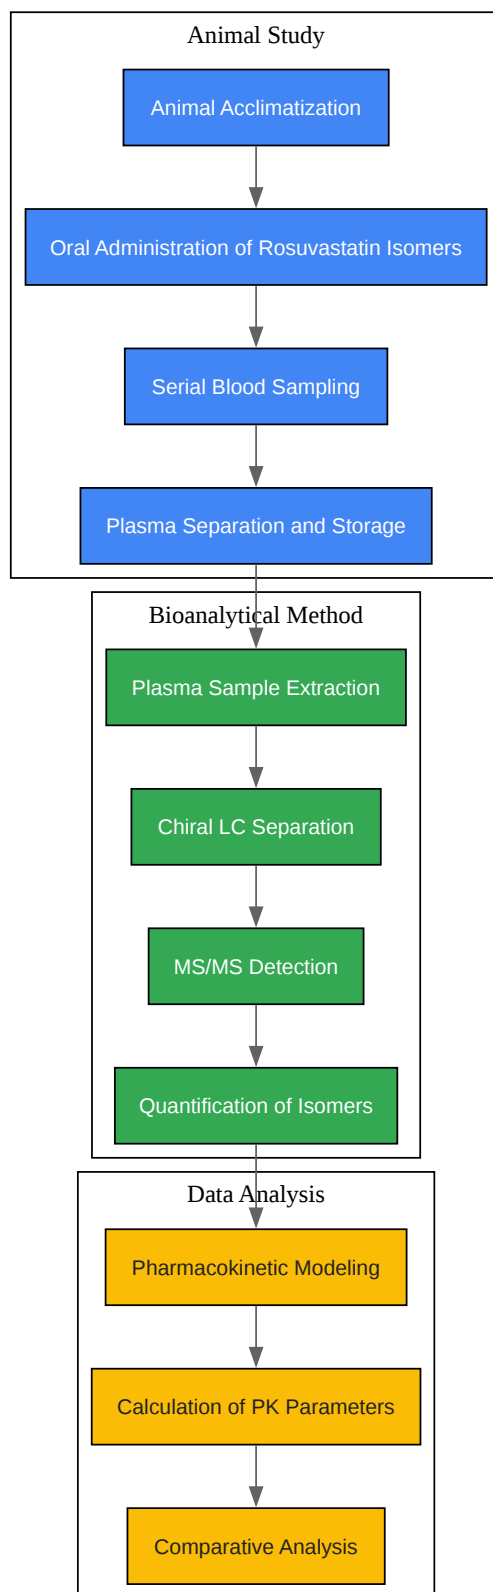 Animal Study
Animal Acclimatization
Oral Administration of Rosuvastatin Isomers
Serial Blood Sampling
Plasma Separation and Storage
Bioanalytical Method
Plasma Sample Extraction
Chiral LC Separation
MS/MS Detection
Quantification of Isomers
Data Analysis
Pharmacokinetic Modeling
Calculation of PK Parameters
Comparative Analysis